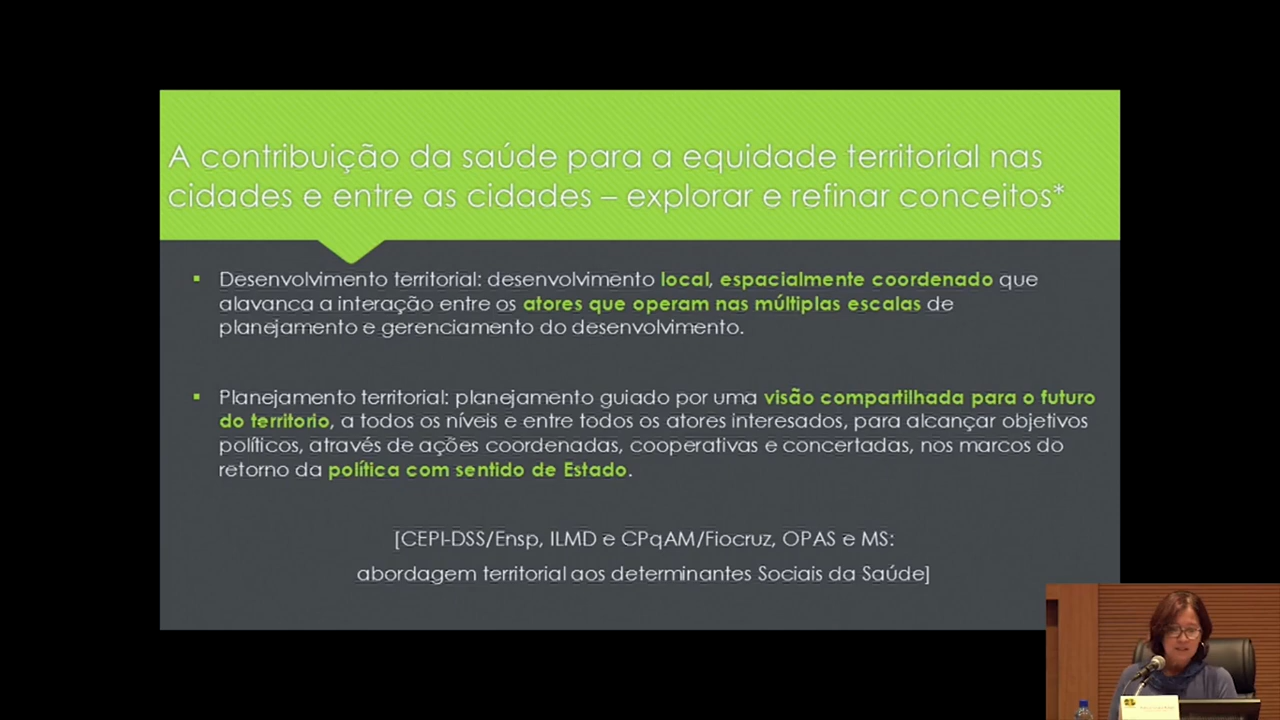 A contribuição da saúde para a equidade territorial nas
cidades e entre as cidades – explorar e refinar conceitos*
▪ Desenvolvimento territorial: desenvolvimento local, espacialmente coordenado que
alavanca a interação entre os atores que operam nas múltiplas escalas de
planejamento e gerenciamento do desenvolvimento.
▪ Planejamento territorial: planejamento guiado por uma visão compartilhada para o futuro
do territorio, a todos os níveis e entre todos os atores interesados, para alcançar objetivos
políticos, através de ações coordenadas, cooperativas e concertadas, nos marcos do
retorno da política com sentido de Estado.
[CEPI-DSS/Ensp, ILMD e CPqAM/Fiocruz, OPAS e MS:
abordagem territorial aos determinantes Sociais da Saúde]